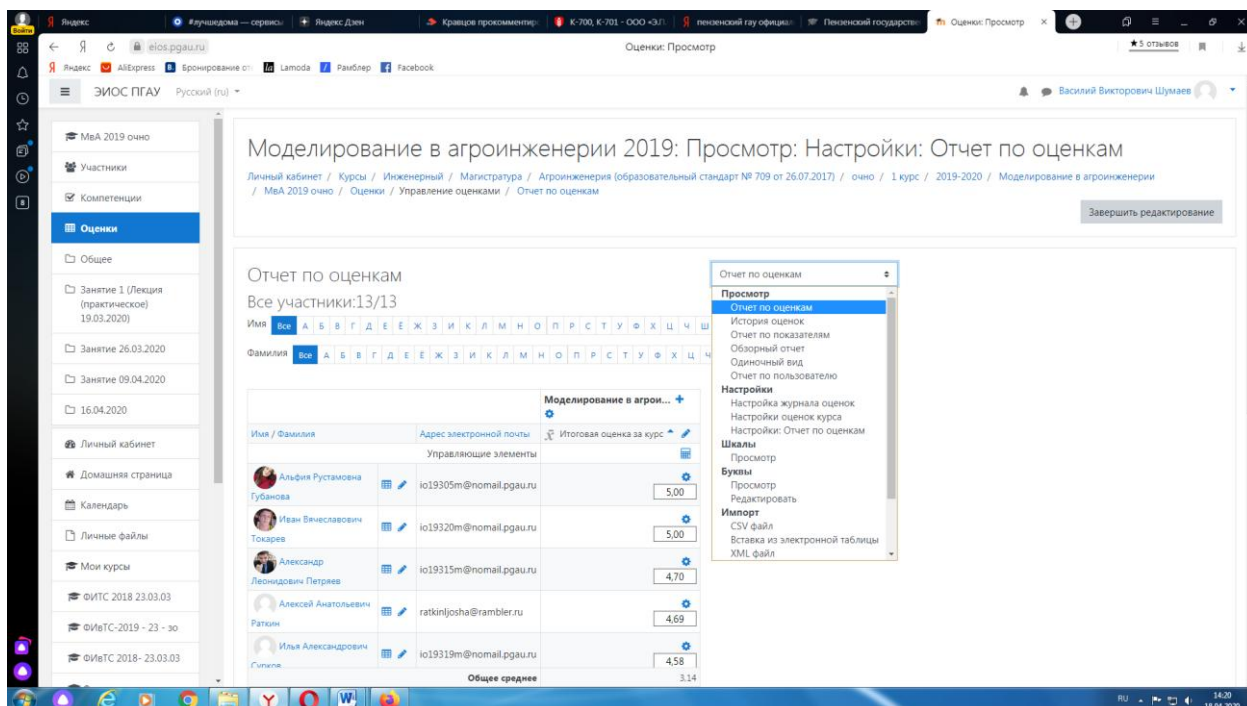 Войти
Яндекс
#лучшедома — сервисы
Яндекс Дзен
Кравцов прокомментир
К-700, К-701 - ООО «ЭЛ
пензенский гау официал
Пензенский государстве
Оценки: Просмотр
eios.pgau.ru
Оценки: Просмотр
★5 отзывов
Яндекс
AliExpress
Бронирование от
Lamoda
Рамблер
Facebook
ЭИОС ПГАУ
Русский (ru)
Василий Викторович Шумаев
МвА 2019 очно
Участники
Компетенции
Оценки
Общее
Занятие 1 (Лекция
(практическое)
19.03.2020)
Занятие 26.03.2020
Занятие 09.04.2020
16.04.2020
Личный кабинет
Домашняя страница
Календарь
Личные файлы
Мои курсы
ФИТС 2018 23.03.03
ФИвТС-2019 - 23 - зо
ФИвТС 2018- 23.03.03
Моделирование в агроинженерии 2019: Просмотр: Настройки: Отчет по оценкам
Личный кабинет / Курсы / Инженерный / Магистратура / Агроинженерия (образовательный стандарт № 709 от 26.07.2017) / очно / 1 курс / 2019-2020 / Моделирование в агроинженерии
/ МвА 2019 очно / Оценки / Управление оценками / Отчет по оценкам
Завершить редактирование
Отчет по оценкам
Все участники:13/13
Имя Все А Б В Г Д Е Ё Ж З И К Л М Н О П Р С Т У Ф Х Ц Ч Ш
Фамилия Все А Б В Г Д Е Ё Ж З И К Л М Н О П Р С Т У Ф Х Ц Ч
Моделирование в агрои...
Имя / Фамилия Адрес электронной почты x̄ Итоговая оценка за курс
Управляющие элементы
Альфия Рустамовна
Губанова io19305m@nomail.pgau.ru 5,00
Иван Вячеславович
Токарев io19320m@nomail.pgau.ru 5,00
Александр
Леонидович Петряев io19315m@nomail.pgau.ru 4,70
Алексей Анатольевич
Раткин ratkinljosha@rambler.ru 4,69
Илья Александрович
Сурков io19319m@nomail.pgau.ru 4,58
Общее среднее 3,14
Отчет по оценкам
Просмотр
Отчет по оценкам
История оценок
Отчет по показателям
Обзорный отчет
Одиночный вид
Отчет по пользователю
Настройки
Настройка журнала оценок
Настройки оценок курса
Настройки: Отчет по оценкам
Шкалы
Просмотр
Буквы
Просмотр
Редактировать
Импорт
CSV файл
Вставка из электронной таблицы
XML файл
RU
14:20
18.04.2020